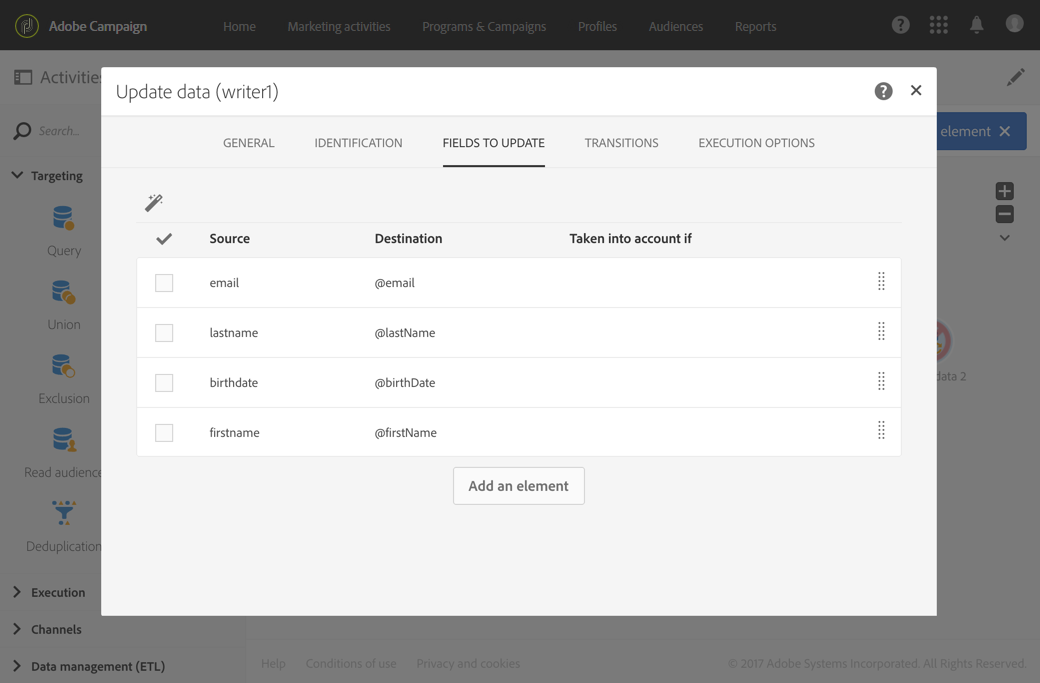 Adobe Campaign Home Marketing activities Programs & Campaigns Profiles Audiences Reports
Activities
Update data (writer1)
Search..
element
GENERAL IDENTIFICATION FIELDS TO UPDATE TRANSITIONS EXECUTION OPTIONS
Targeting
Source Destination Taken into account if
Query
email @email
Union
lastname @lastName
data 2
birthdate @birthDate
Exclusion
firstname @firstName
Read audience
Add an element
Deduplication
Execution
Channels
Data management (ETL)
Help Conditions of use Privacy and cookies © 2017 Adobe Systems Incorporated. All Rights Reserved.